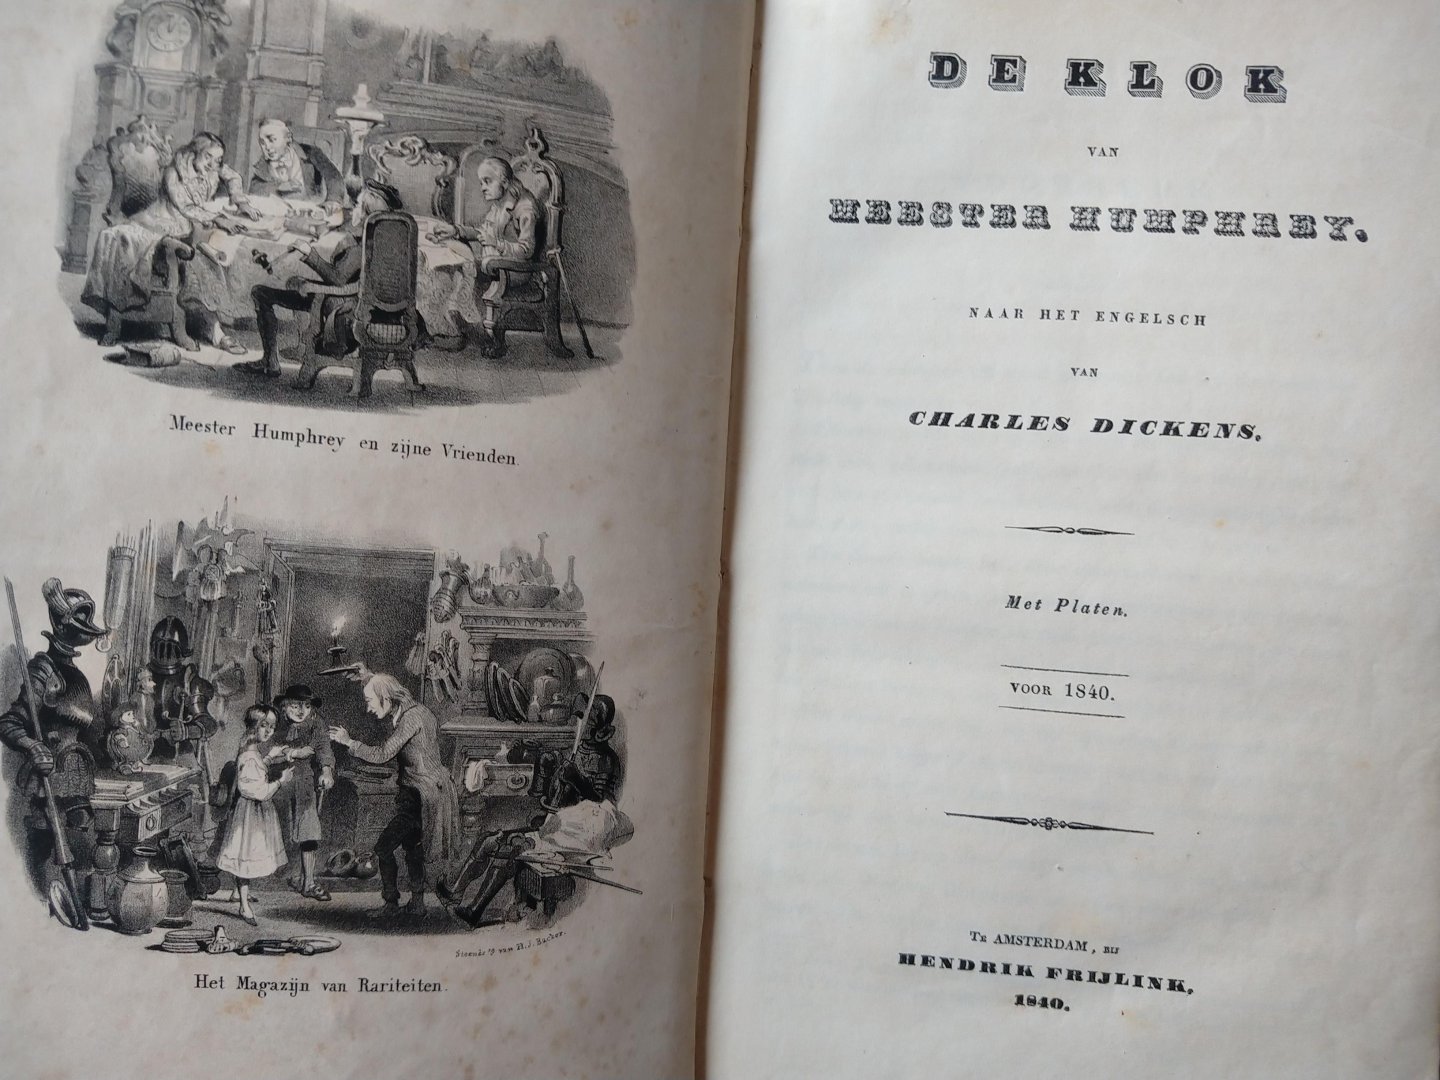 Meester Humphrey en zijne Vrienden.
Het Magazijn van Rariteiten.
DE KLOK
VAN
MEESTER HUMPHREY.
NAAR HET ENGELSCH
VAN
CHARLES DICKENS.
Met Platen.
VOOR 1840.
TE AMSTERDAM, BIJ
HENDRIK FRIJLINK.
1840.